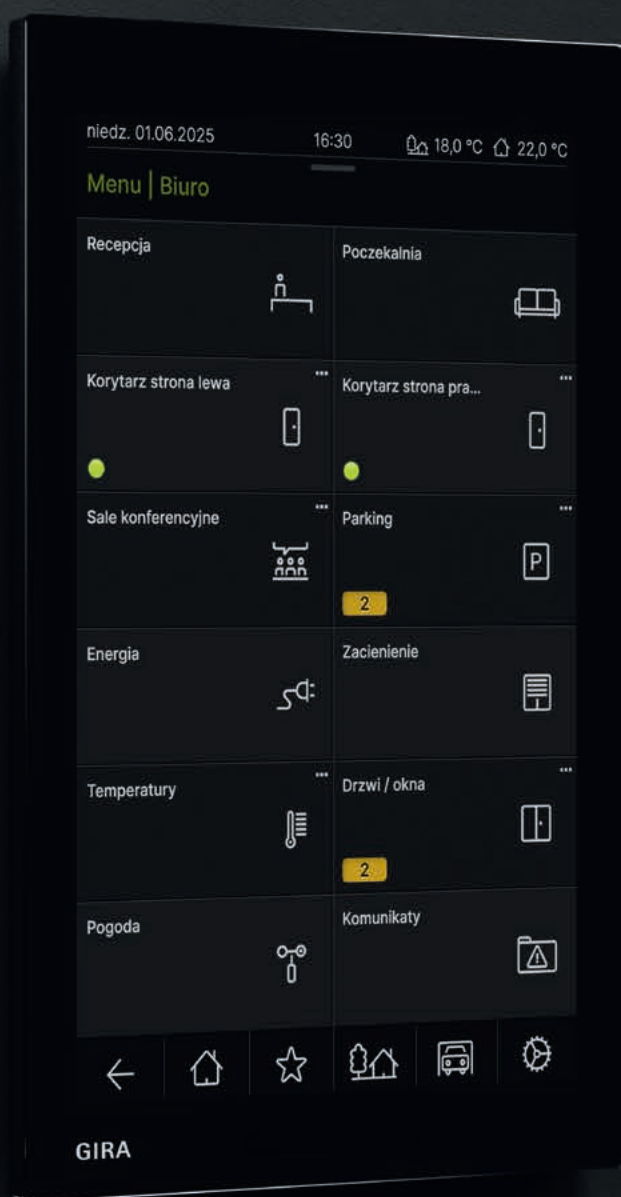 niedz. 01.06.2025 16:30 18,0 °C 22,0 °C
Menu | Biuro
Recepcja
Poczekalnia
Korytarz strona lewa
Korytarz strona pra...
Sale konferencyjne
Parking
P
2
Energia
Zacienienie
Temperatury
Drzwi / okna
2
Pogoda
Komunikaty
GIRA